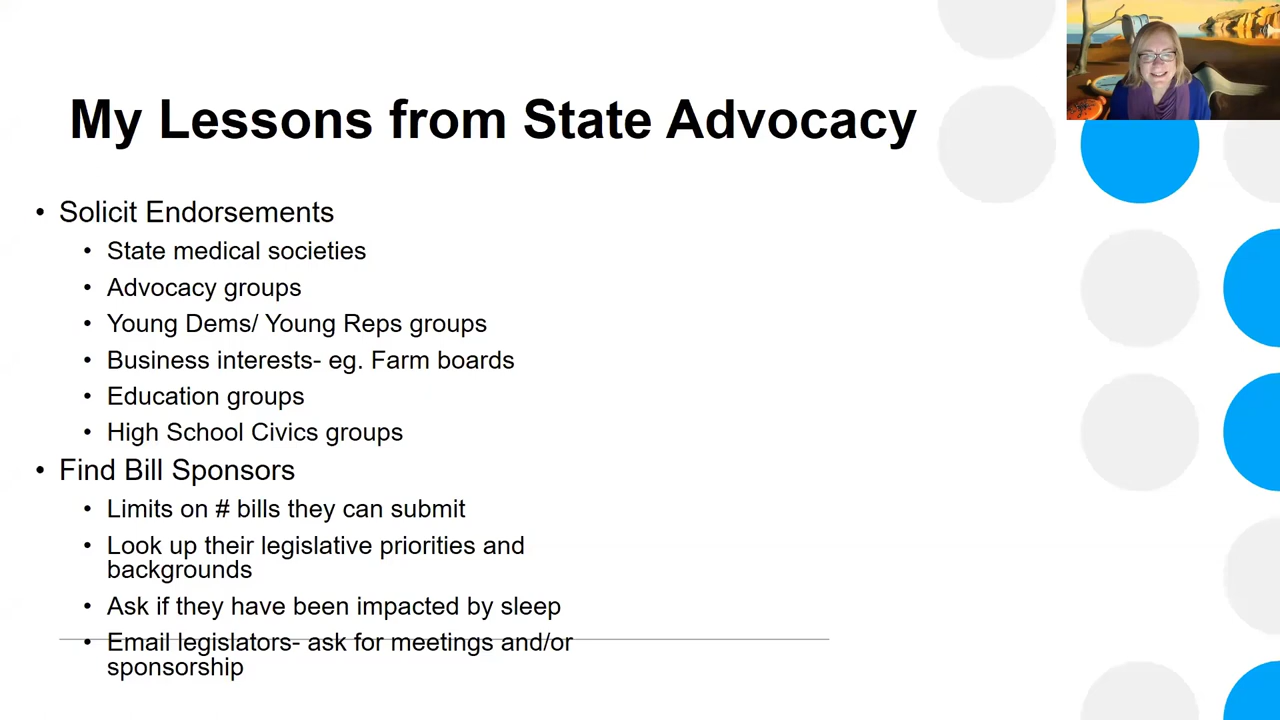 My Lessons from State Advocacy
• Solicit Endorsements
• State medical societies
• Advocacy groups
• Young Dems/ Young Reps groups
• Business interests- eg. Farm boards
• Education groups
• High School Civics groups
• Find Bill Sponsors
• Limits on # bills they can submit
• Look up their legislative priorities and
backgrounds
• Ask if they have been impacted by sleep
• Email legislators- ask for meetings and/or
sponsorship